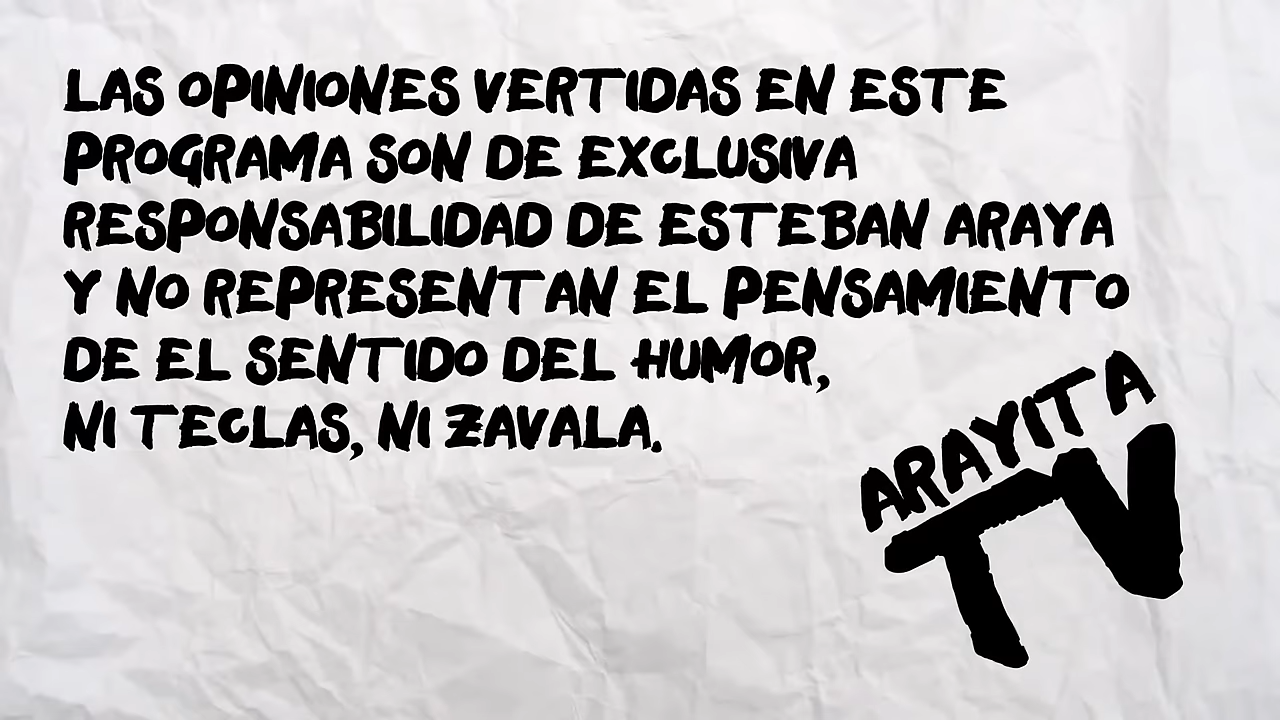 LAS OPINIONES VERTIDAS EN ESTE
PROGRAMA SON DE EXCLUSIVA
RESPONSABILIDAD DE ESTEBAN ARAYA
Y NO REPRESENTAN EL PENSAMIENTO
DE EL SENTIDO DEL HUMOR,
NI TECLAS, NI ZAVALA.
ARAYITA
TV